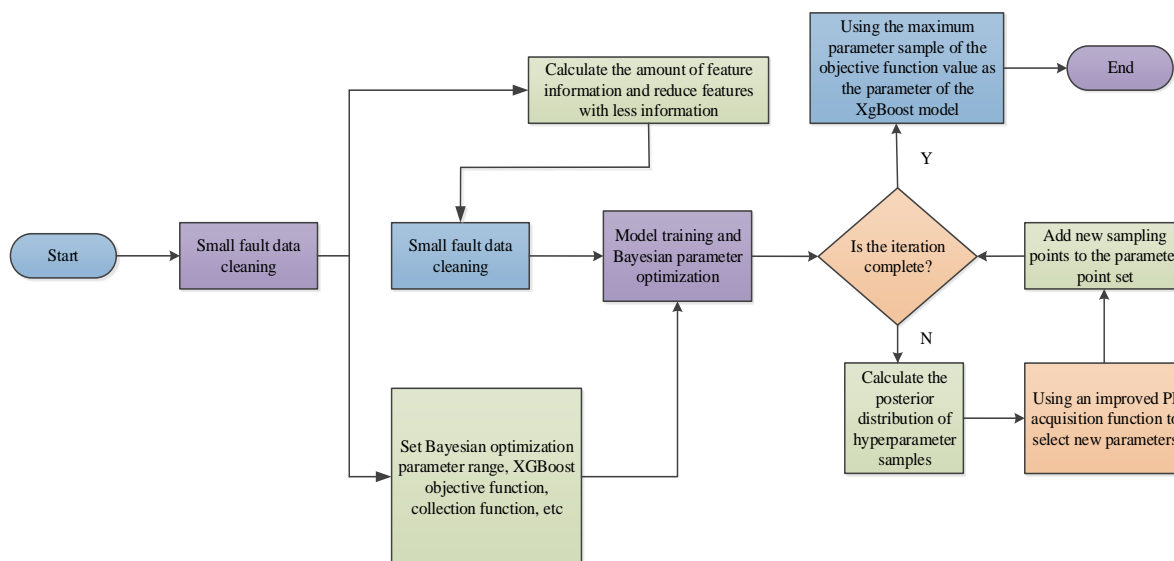 Start
Small fault data
cleaning
Calculate the amount of feature
information and reduce features
with less information
Small fault data
cleaning
Set Bayesian optimization
parameter range, XGBoost
objective function,
collection function, etc
Model training and
Bayesian parameter
optimization
Is the iteration
complete?
Y
Using the maximum
parameter sample of the
objective function value as
the parameter of the
XgBoost model
End
N
Calculate the
posterior
distribution of
hyperparameter
samples
Using an improved PI
acquisition function to
select new parameters
Add new sampling
points to the parameter
point set